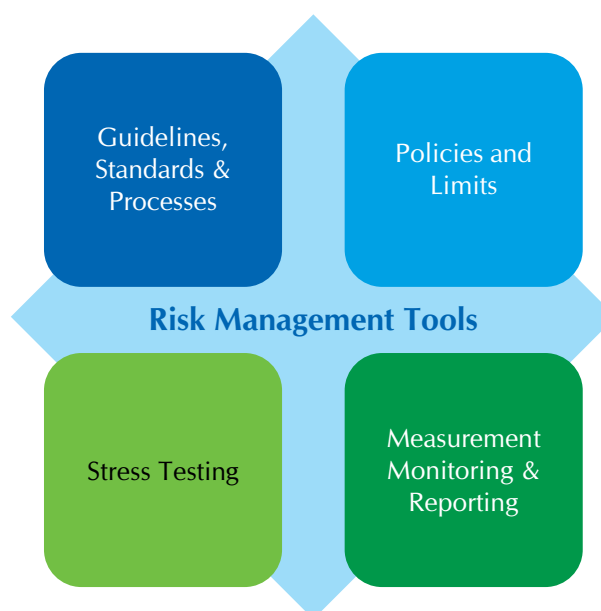 Guidelines,
Standards &
Processes
Policies and
Limits
Risk Management Tools
Stress Testing
Measurement
Monitoring &
Reporting